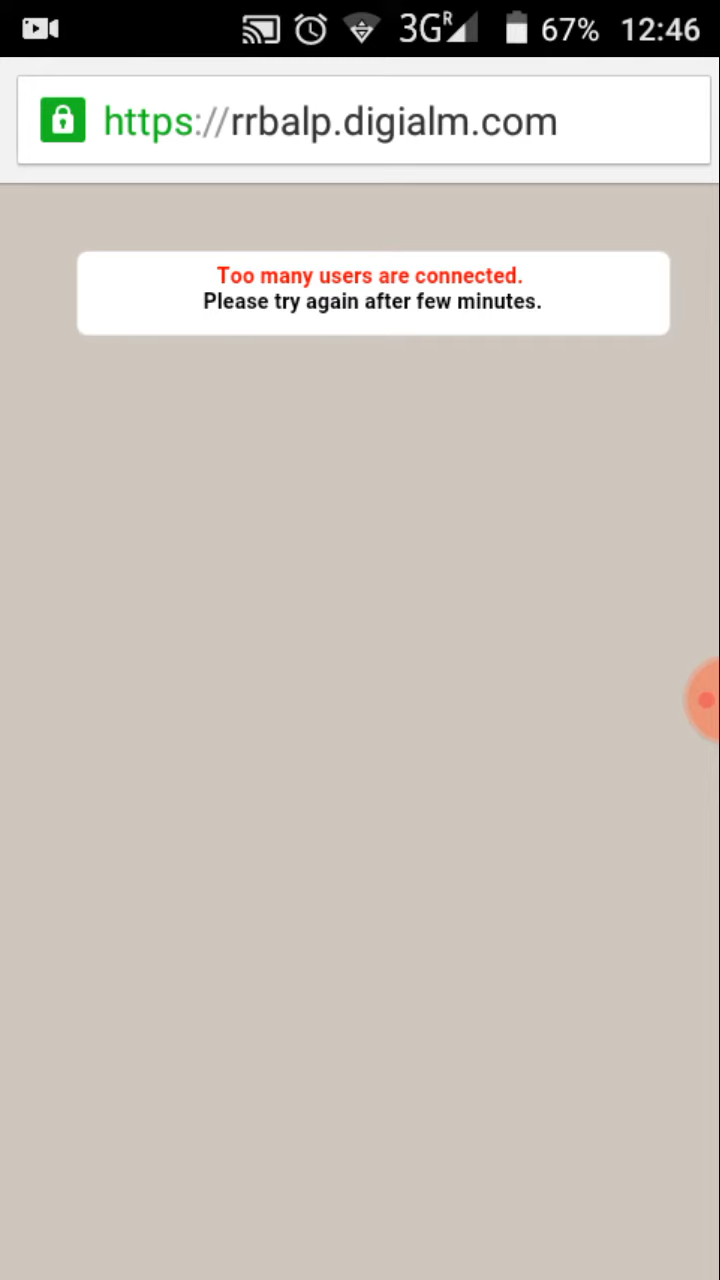 3G R 67% 12:46
https://rrbalp.digialm.com
Too many users are connected.
Please try again after few minutes.